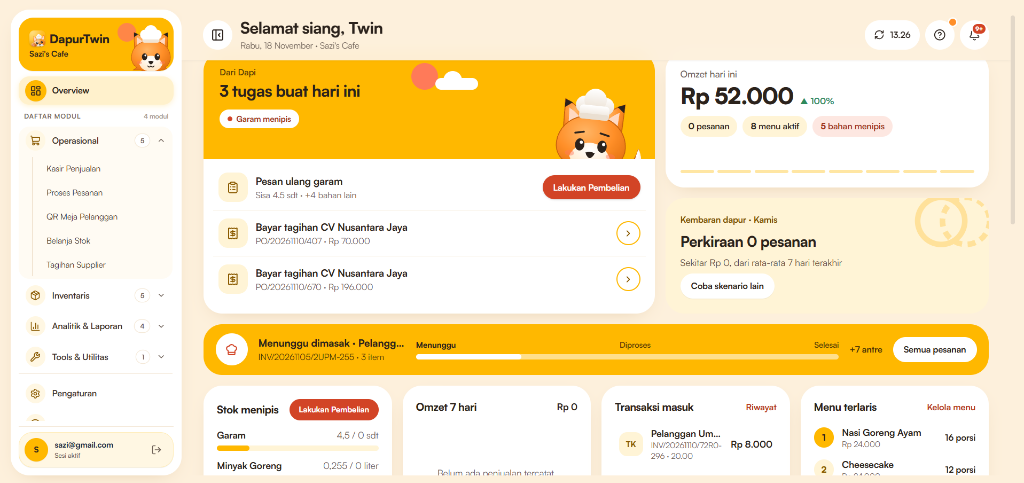 DapurTwin
Sazi's Cafe
Overview
DAFTAR MODUL
4 modul
Operasional
5
Kasir Penjualan
Proses Pesanan
QR Meja Pelanggan
Belanja Stok
Tagihan Supplier
Inventaris
5
Analitik & Laporan
4
Tools & Utilitas
1
Pengaturan
S
sazi@gmail.com
Sesi aktif
Selamat siang, Twin
Rabu, 18 November · Sazi's Cafe
13.26
9+
Dari Dapi
3 tugas buat hari ini
Garam menipis
Pesan ulang garam
Sisa 4,5 sdt · +4 bahan lain
Lakukan Pembelian
Bayar tagihan CV Nusantara Jaya
PO/20261110/407 · Rp 70.000
Bayar tagihan CV Nusantara Jaya
PO/20261110/670 · Rp 196.000
Omzet hari ini
Rp 52.000 ▲ 100%
0 pesanan
8 menu aktif
5 bahan menipis
Kembaran dapur · Kamis
Perkiraan 0 pesanan
Sekitar Rp 0, dari rata-rata 7 hari terakhir
Coba skenario lain
Menunggu dimasak · Pelangg...
INV/20261105/2UPM-255 · 3 item
Menunggu
Diproses
Selesai
+7 antre
Semua pesanan
Stok menipis
Lakukan Pembelian
Garam
4,5 / 0 sdt
Minyak Goreng
0,255 / 0 liter
Omzet 7 hari
Rp 0
Belum ada penjualan tercatat
Transaksi masuk
Riwayat
TK
Pelanggan Um...
INV/20261110/72R0-
296 · 20.00
Rp 8.000
Menu terlaris
Kelola menu
1
Nasi Goreng Ayam
Rp 24.000
16 porsi
2
Cheesecake
12 porsi